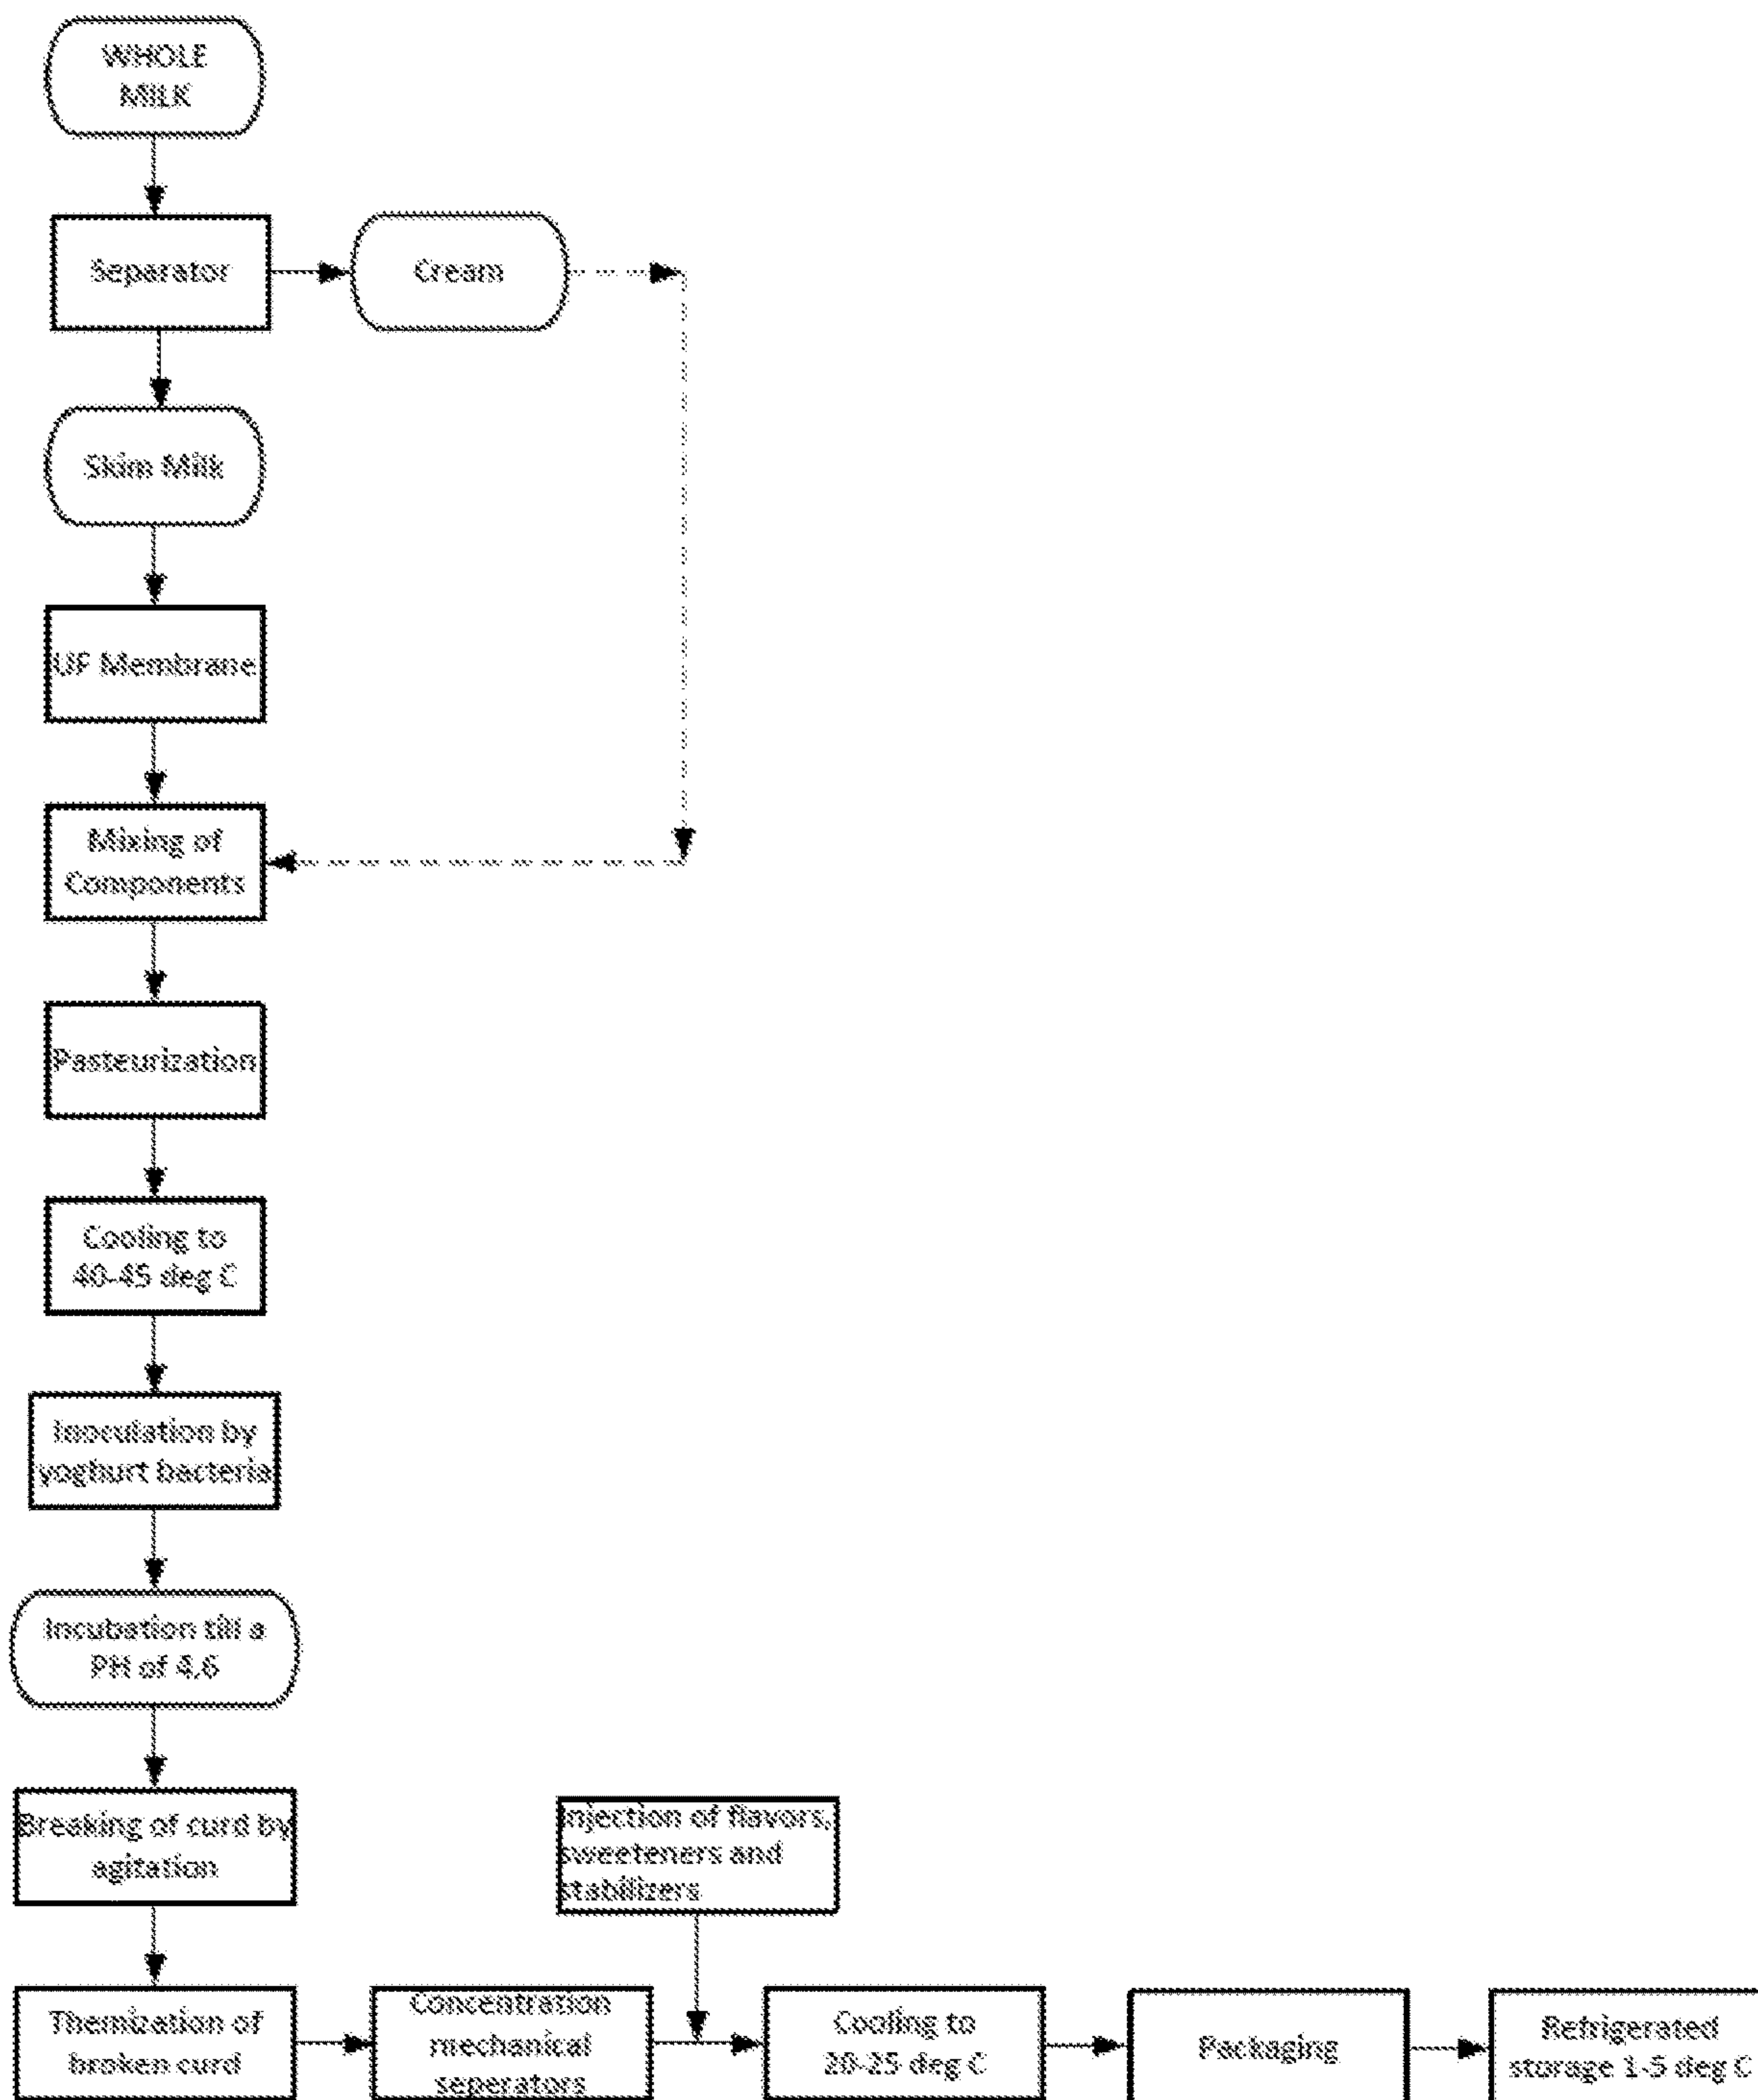 WHOLE
MILK
Separator
Cream
Skim Milk
UF Membrane
Mixing of
Components
Pasteurization
Cooling to
40-45 deg C
Inoculation by
yoghurt bacteria
Incubation till a
PH of 4,6
Breaking of curd by
agitation
Injection of flavors,
sweeteners and
stabilizers
Themization of
broken curd
Concentration
mechanical
seperators
Cooling to
20-25 deg C
Packaging
Refrigerated
storage 1-5 deg C